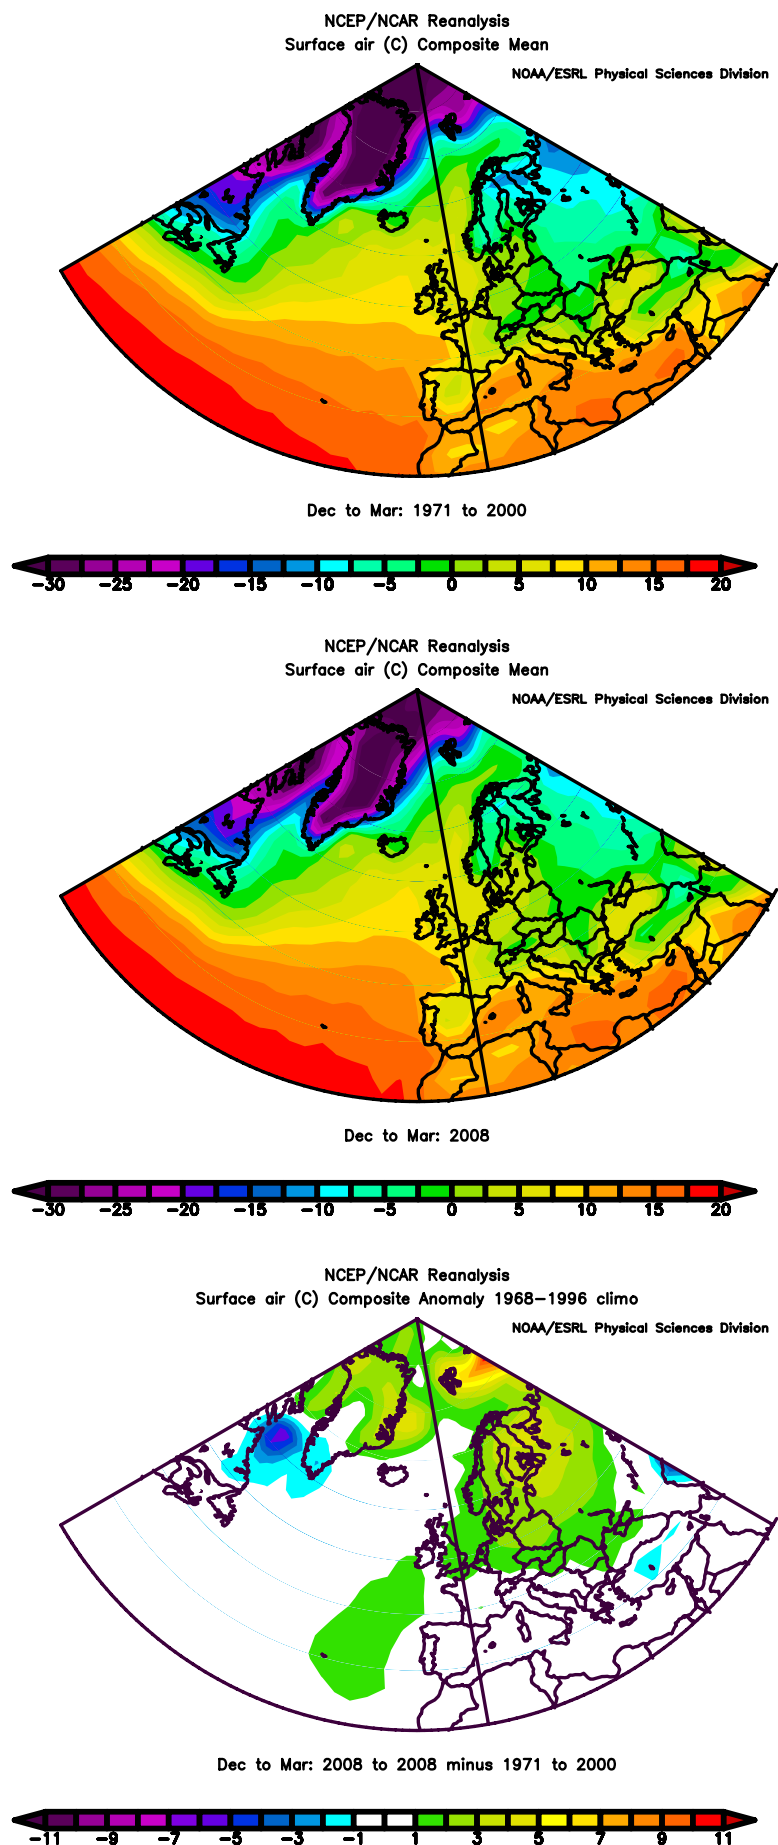 NCEP/NCAR Reanalysis
Surface air (C) Composite Mean
NOAA/ESRL Physical Sciences Division
Dec to Mar: 1971 to 2000
-30 -25 -20 -15 -10 -5 0 5 10 15 20
NCEP/NCAR Reanalysis
Surface air (C) Composite Mean
NOAA/ESRL Physical Sciences Division
Dec to Mar: 2008
-30 -25 -20 -15 -10 -5 0 5 10 15 20
NCEP/NCAR Reanalysis
Surface air (C) Composite Anomaly 1968-1996 climo
NOAA/ESRL Physical Sciences Division
Dec to Mar: 2008 to 2008 minus 1971 to 2000
-11 -9 -7 -5 -3 -1 1 3 5 7 9 11